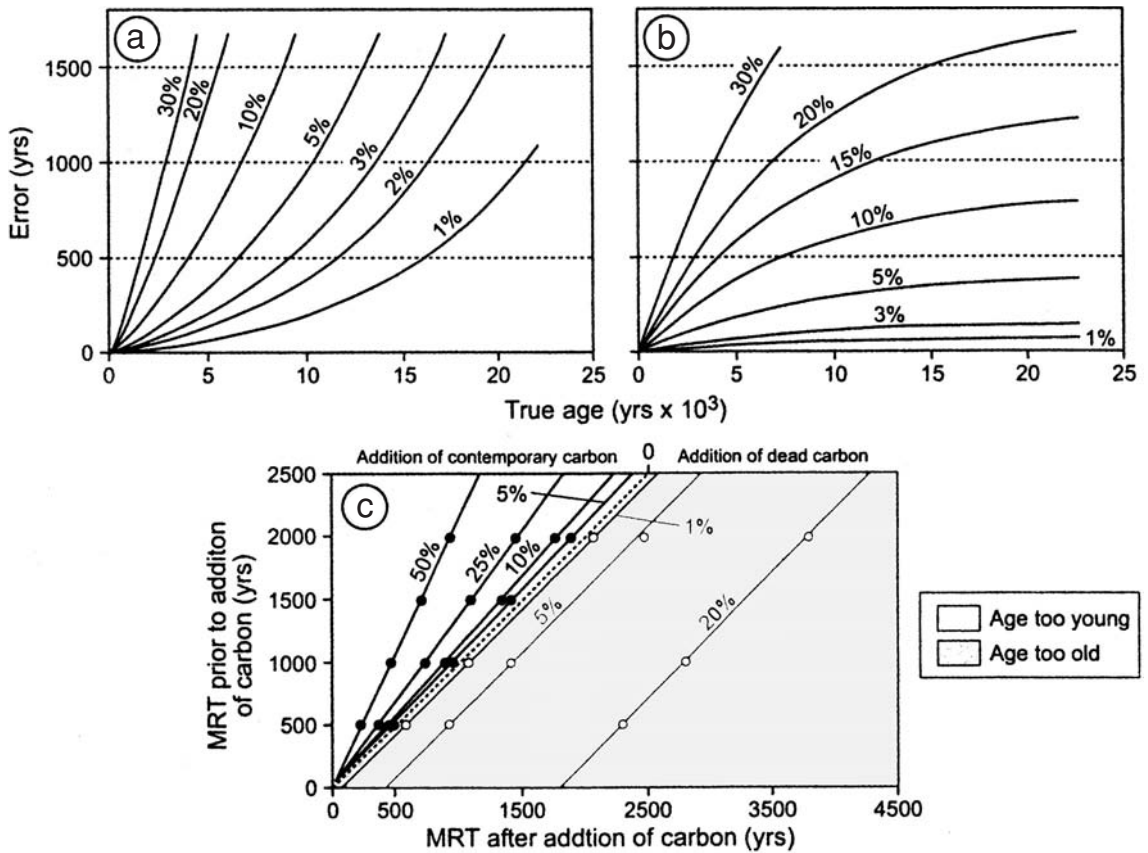 a
b
1500
1000
500
0
Error (yrs)
30%
20%
10%
5%
3%
2%
1%
30%
20%
15%
10%
5%
3%
1%
0 5 10 15 20 25
0 5 10 15 20 25
True age (yrs x 10³)
0
Addition of contemporary carbon
Addition of dead carbon
c
2500
2000
1500
1000
500
0
MRT prior to additon
of carbon (yrs)
50%
25%
10%
5%
1%
5%
20%
0 500 1500 2500 3500 4500
MRT after addtion of carbon (yrs)
Age too young
Age too old